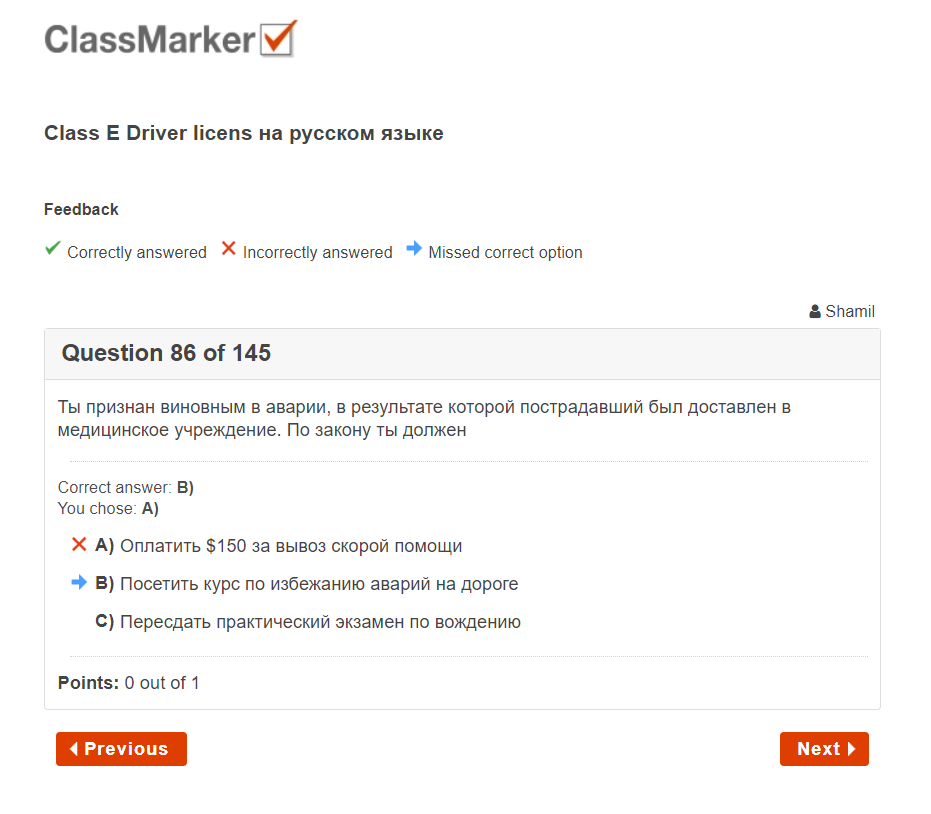 ClassMarker
Class E Driver licens на русском языке
Feedback
Correctly answered Incorrectly answered Missed correct option
Shamil
Question 86 of 145
Ты признан виновным в аварии, в результате которой пострадавший был доставлен в
медицинское учреждение. По закону ты должен
Correct answer: B)
You chose: A)
A) Оплатить $150 за вывоз скорой помощи
B) Посетить курс по избежанию аварий на дороге
C) Пересдать практический экзамен по вождению
Points: 0 out of 1
Previous
Next